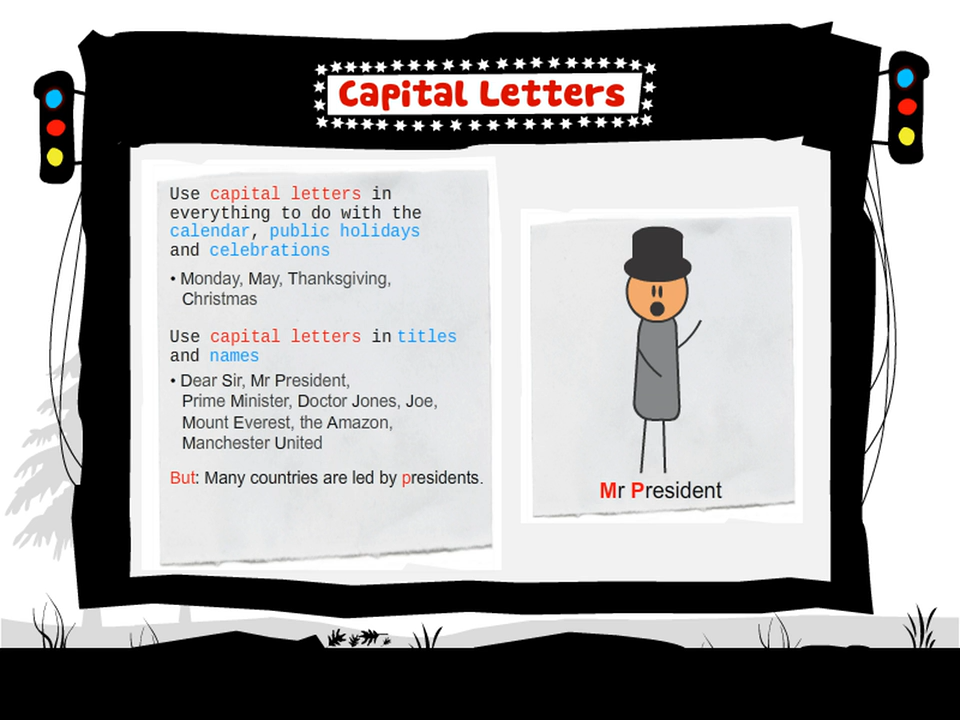 Capital Letters
Use capital letters in
everything to do with the
calendar, public holidays
and celebrations
• Monday, May, Thanksgiving,
Christmas
Use capital letters in titles
and names
• Dear Sir, Mr President,
Prime Minister, Doctor Jones, Joe,
Mount Everest, the Amazon,
Manchester United
But: Many countries are led by presidents.
Mr President